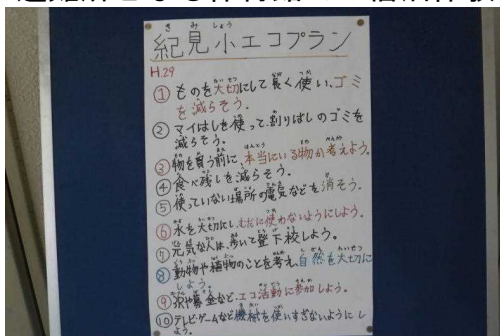 紀見小エコプラン
H.29
① ものを大切にして長く使い、ゴミ
を減らそう。
② マイはしを使って、割りばしのゴミを
減らそう。
③ 物を買う前に、本当にいる物か考えよう。
④ 食べ残しを減らそう。
⑤ 使っていない場所の電気などを消そう。
⑥ 水を大切にし、むだに使わないようにしよう。
⑦ 元気な人は、歩いて登下校しよう。
⑧ 動物や植物のことを考え、自然を大切に
しよう。
⑨ 募金など、エコ活動に参加しよう。
⑩ テレビ・ゲームなど機械を使いすぎないようにし
よう。